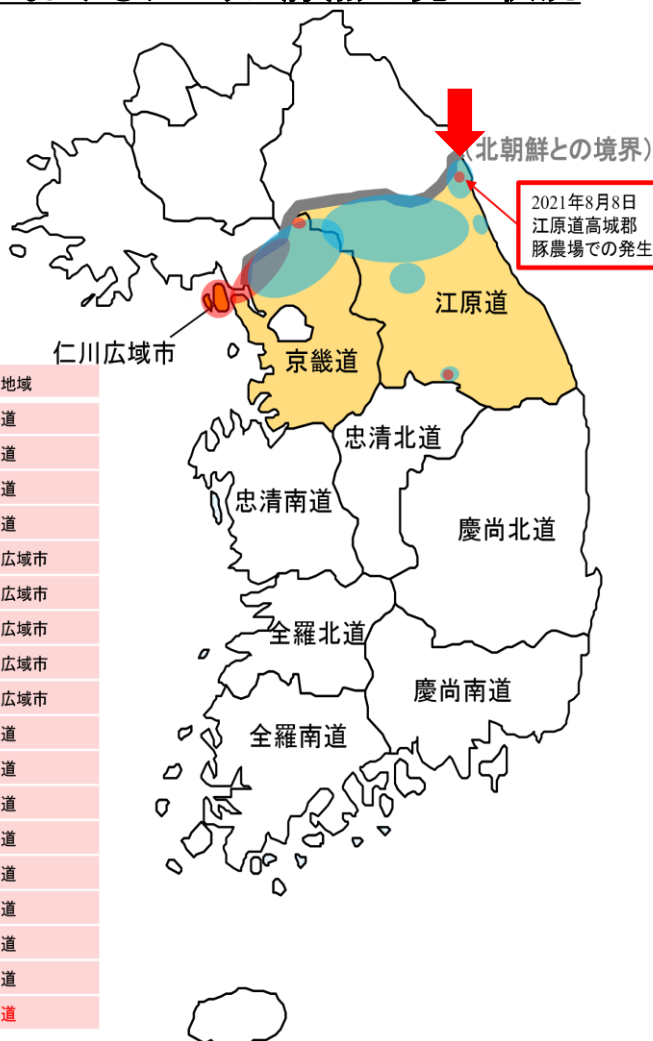 (北朝鮮との境界)
2021年8月8日
江原道高城郡
豚農場での発生
江原道
仁川広域市
京畿道
地域
道
道
道
道
広域市
広域市
広域市
広域市
広域市
道
道
道
道
道
道
道
道
道
忠清北道
忠清南道
慶尚北道
全羅北道
慶尚南道
全羅南道